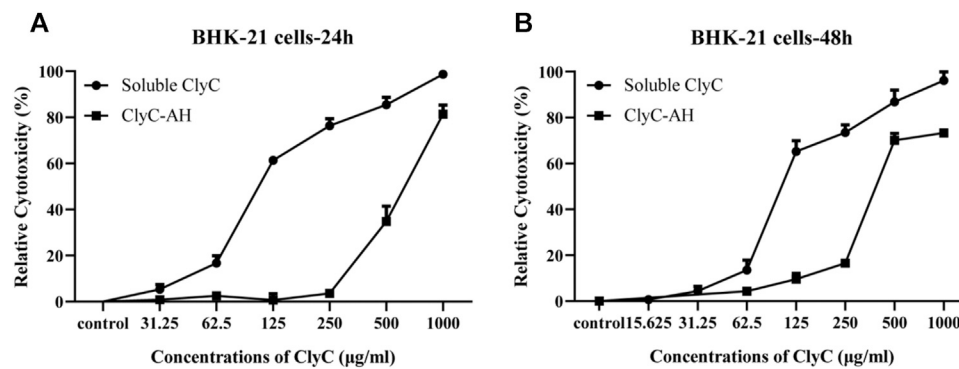 A
BHK-21 cells-24h
Relative Cytotoxicity (%)
100
80
60
40
20
0
Soluble ClyC
ClyC-AH
control 31.25 62.5 125 250 500 1000
Concentrations of ClyC (μg/ml)
B
BHK-21 cells-48h
Relative Cytotoxicity (%)
100
80
60
40
20
0
Soluble ClyC
ClyC-AH
control 15.625 31.25 62.5 125 250 500 1000
Concentrations of ClyC (μg/ml)